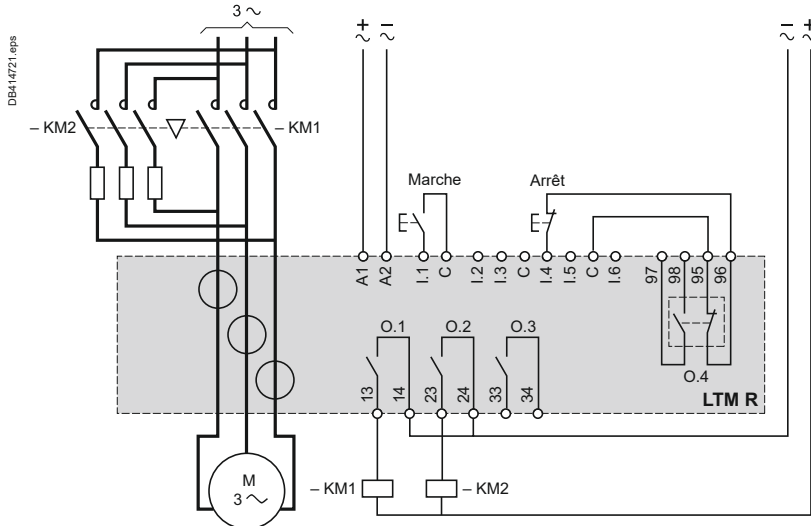 DB414721.eps
3 ∼
+ −
− +
∼ ∼
∼ ∼
– KM2
– KM1
Marche
Arrêt
A1 A2 I.1 C I.2 I.3 C I.4 I.5 C I.6 97 98 95 96
O.1 O.2 O.3
13 14 23 24 33 34
O.4
LTM R
M
3 ∼
– KM1
– KM2